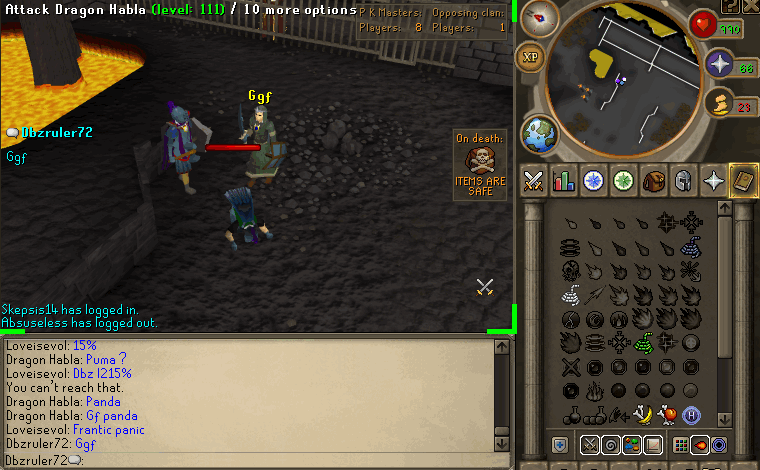 Attack Dragon Habla (level: 111) / 10 more options
P K Masters: Opposing clan:
Players: 8 Players: 1
XP
990
66
23
Ggf
Dbzruler72
Ggf
On death:
ITEMS ARE
SAFE
Skepsis14 has logged in.
Absuseless has logged out.
Loveisevol: 15%
Dragon Habla: Puma ?
Loveisevol: Dbz 1215%
You can't reach that.
Dragon Habla: Panda
Dragon Habla: Gf panda
Loveisevol: Frantic panic
Dbzruler72: Ggf
Dbzruler72:
H